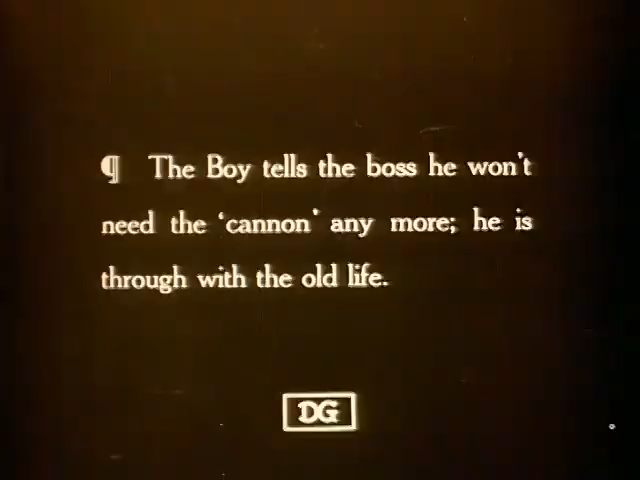 ¶ The Boy tells the boss he won't
need the 'cannon' any more; he is
through with the old life.
DG